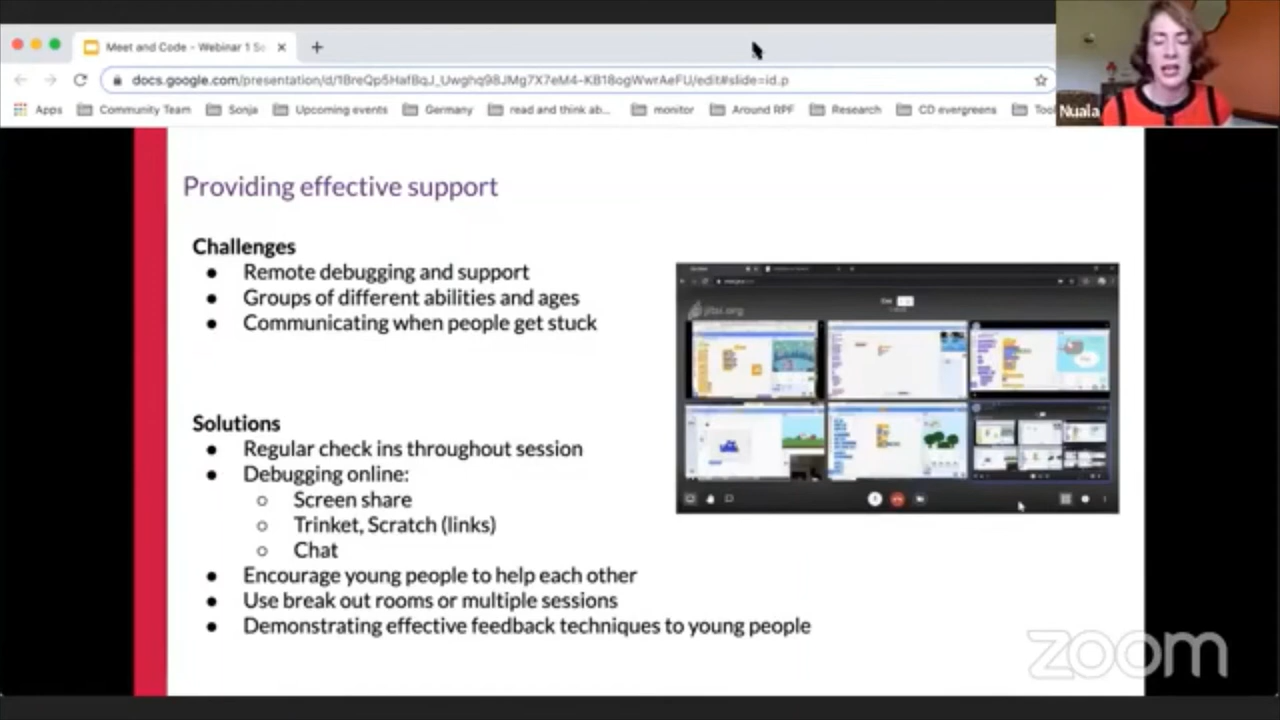 Meet and Code - Webinar 1 Se
docs.google.com/presentation/d/1BreQp5HafBqJ_Uwghq98JMg7X7eM4-KB18ogWwrAeFU/edit#slide=id.p
Apps Community Team Sonja Upcoming events Germany read and think ab... monitor Around RPF Research CD evergreens Tool
Nuala
Providing effective support
Challenges
● Remote debugging and support
● Groups of different abilities and ages
● Communicating when people get stuck
jitsi.org
Solutions
● Regular check ins throughout session
● Debugging online:
○ Screen share
○ Trinket, Scratch (links)
○ Chat
● Encourage young people to help each other
● Use break out rooms or multiple sessions
● Demonstrating effective feedback techniques to young people
zoom